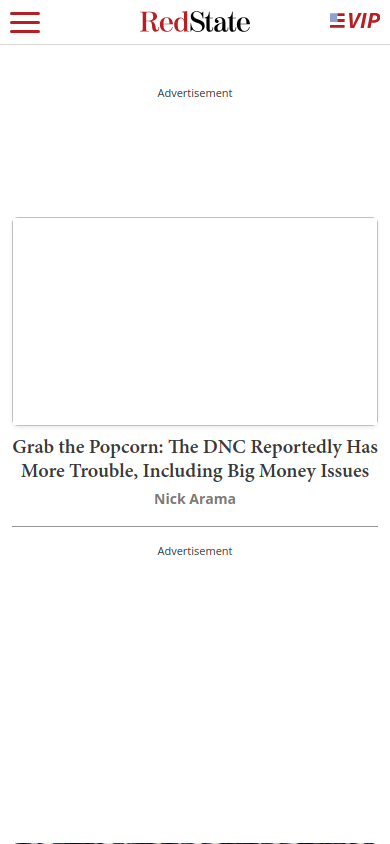 RedState
VIP
Advertisement
Grab the Popcorn: The DNC Reportedly Has
More Trouble, Including Big Money Issues
Nick Arama
Advertisement